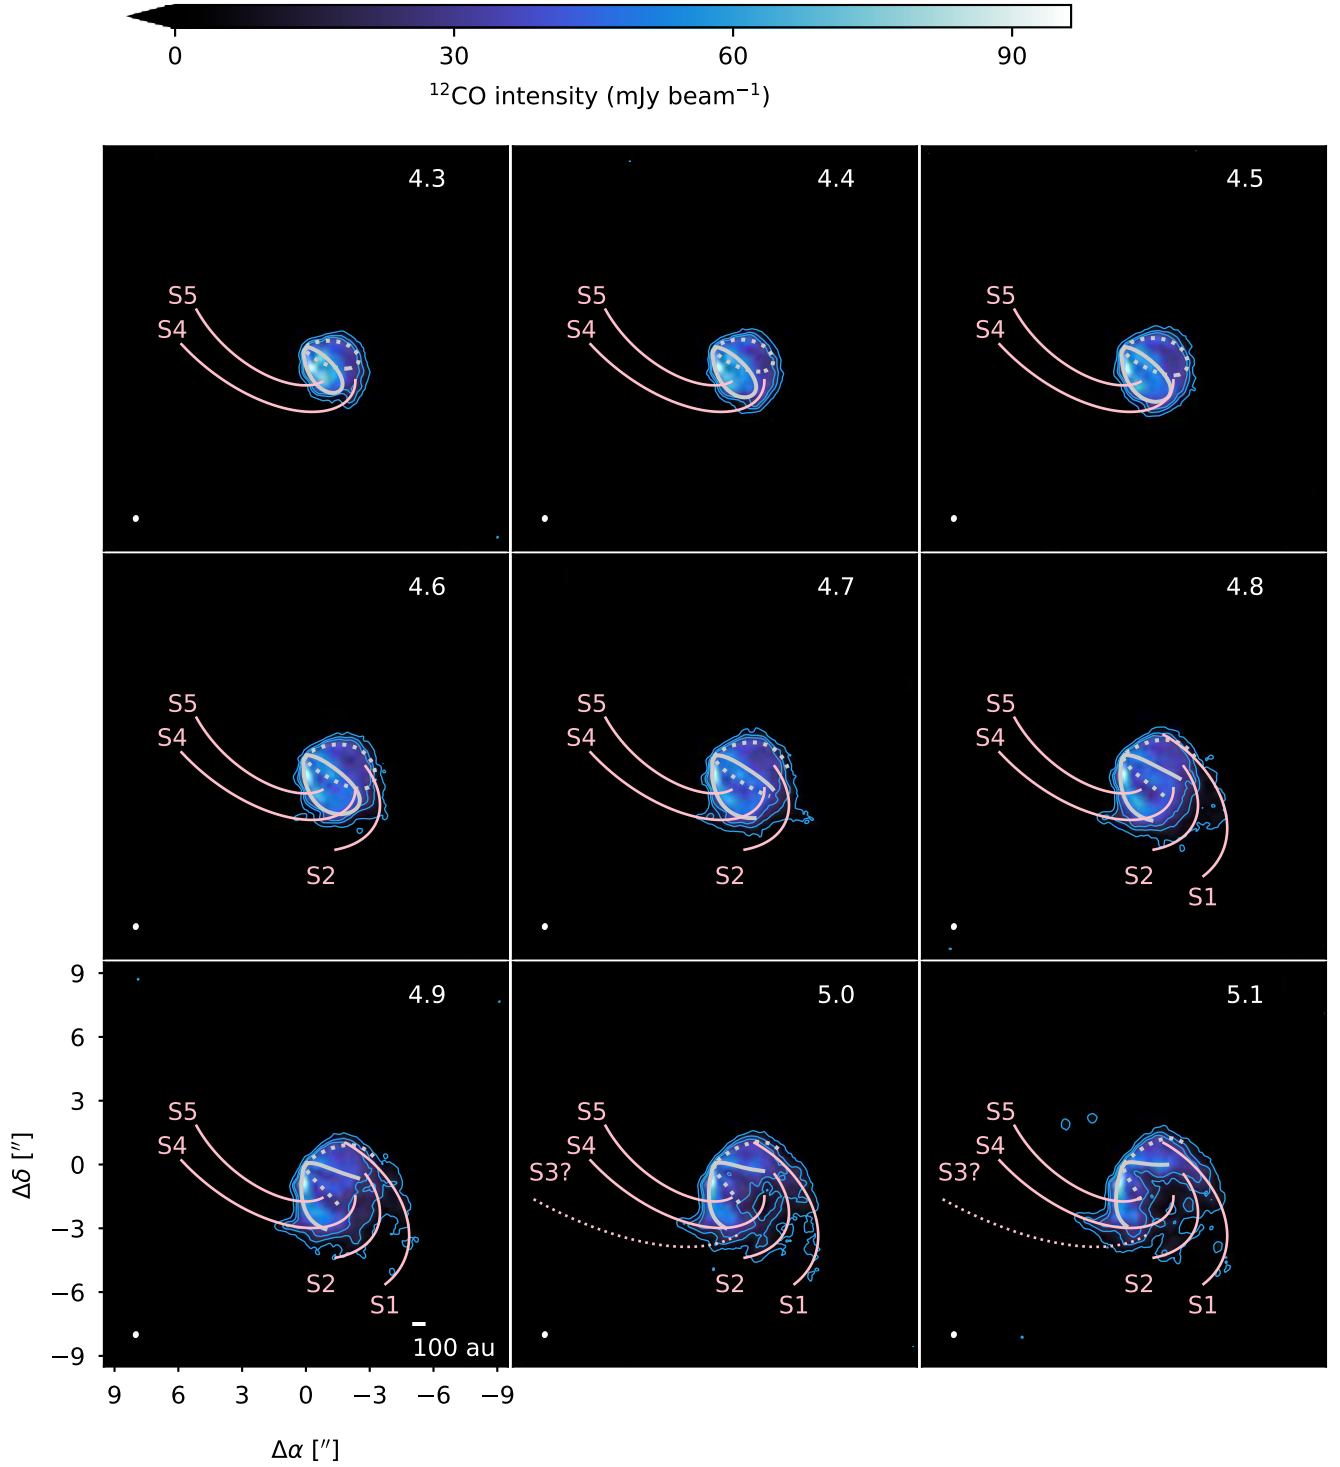 0 30 60 90
¹²CO intensity (mJy beam⁻¹)
4.3 4.4 4.5
S5 S5 S5
S4 S4 S4
4.6 4.7 4.8
S5 S5 S5
S4 S4 S4
S2 S2 S2
S1
9
4.9 5.0 5.1
6
3
S5 S5 S5
S4 S4 S4
0
S3? S3?
−3
S2 S2 S2
−6
S1 S1 S1
100 au
−9
Δδ [″]
9 6 3 0 −3 −6 −9
Δα [″]